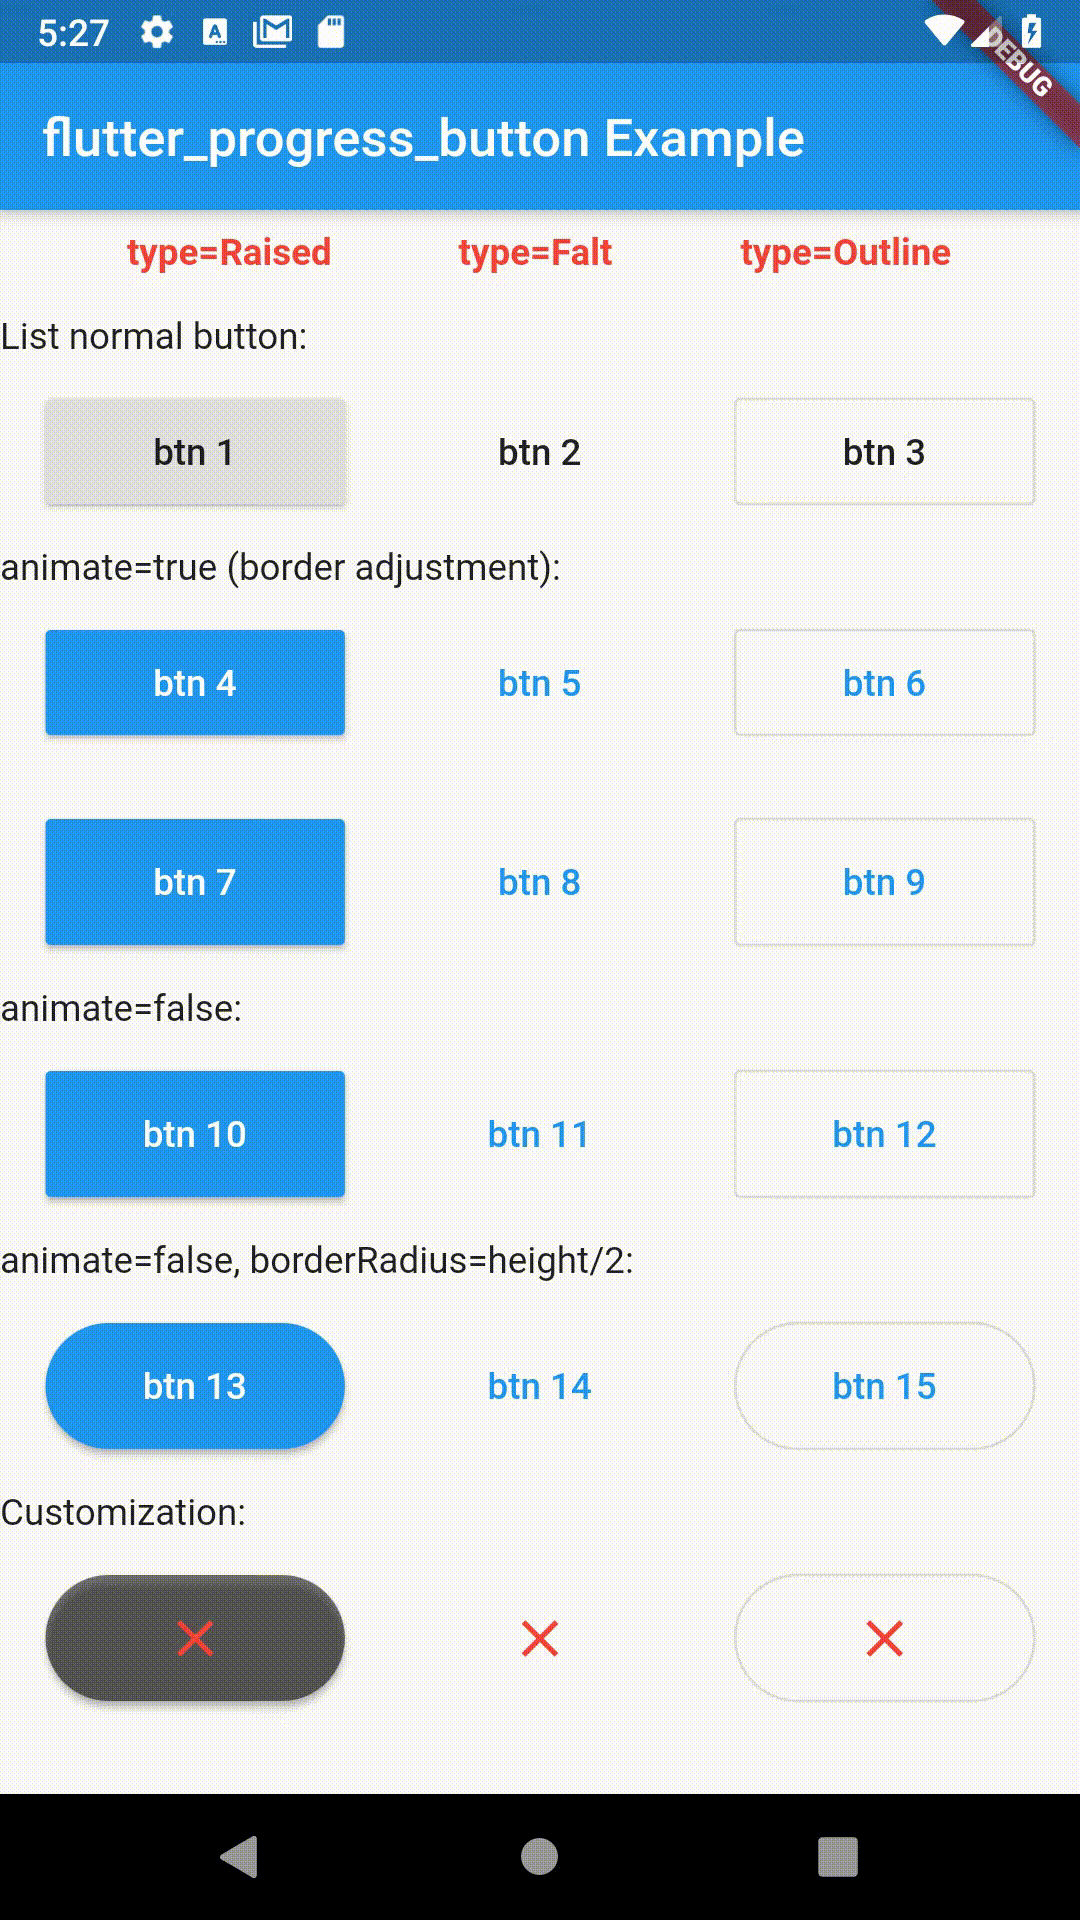 5:27
DEBUG
flutter_progress_button Example
type=Raised type=Falt type=Outline
List normal button:
btn 1 btn 2 btn 3
animate=true (border adjustment):
btn 4 btn 5 btn 6
btn 7 btn 8 btn 9
animate=false:
btn 10 btn 11 btn 12
animate=false, borderRadius=height/2:
btn 13 btn 14 btn 15
Customization: